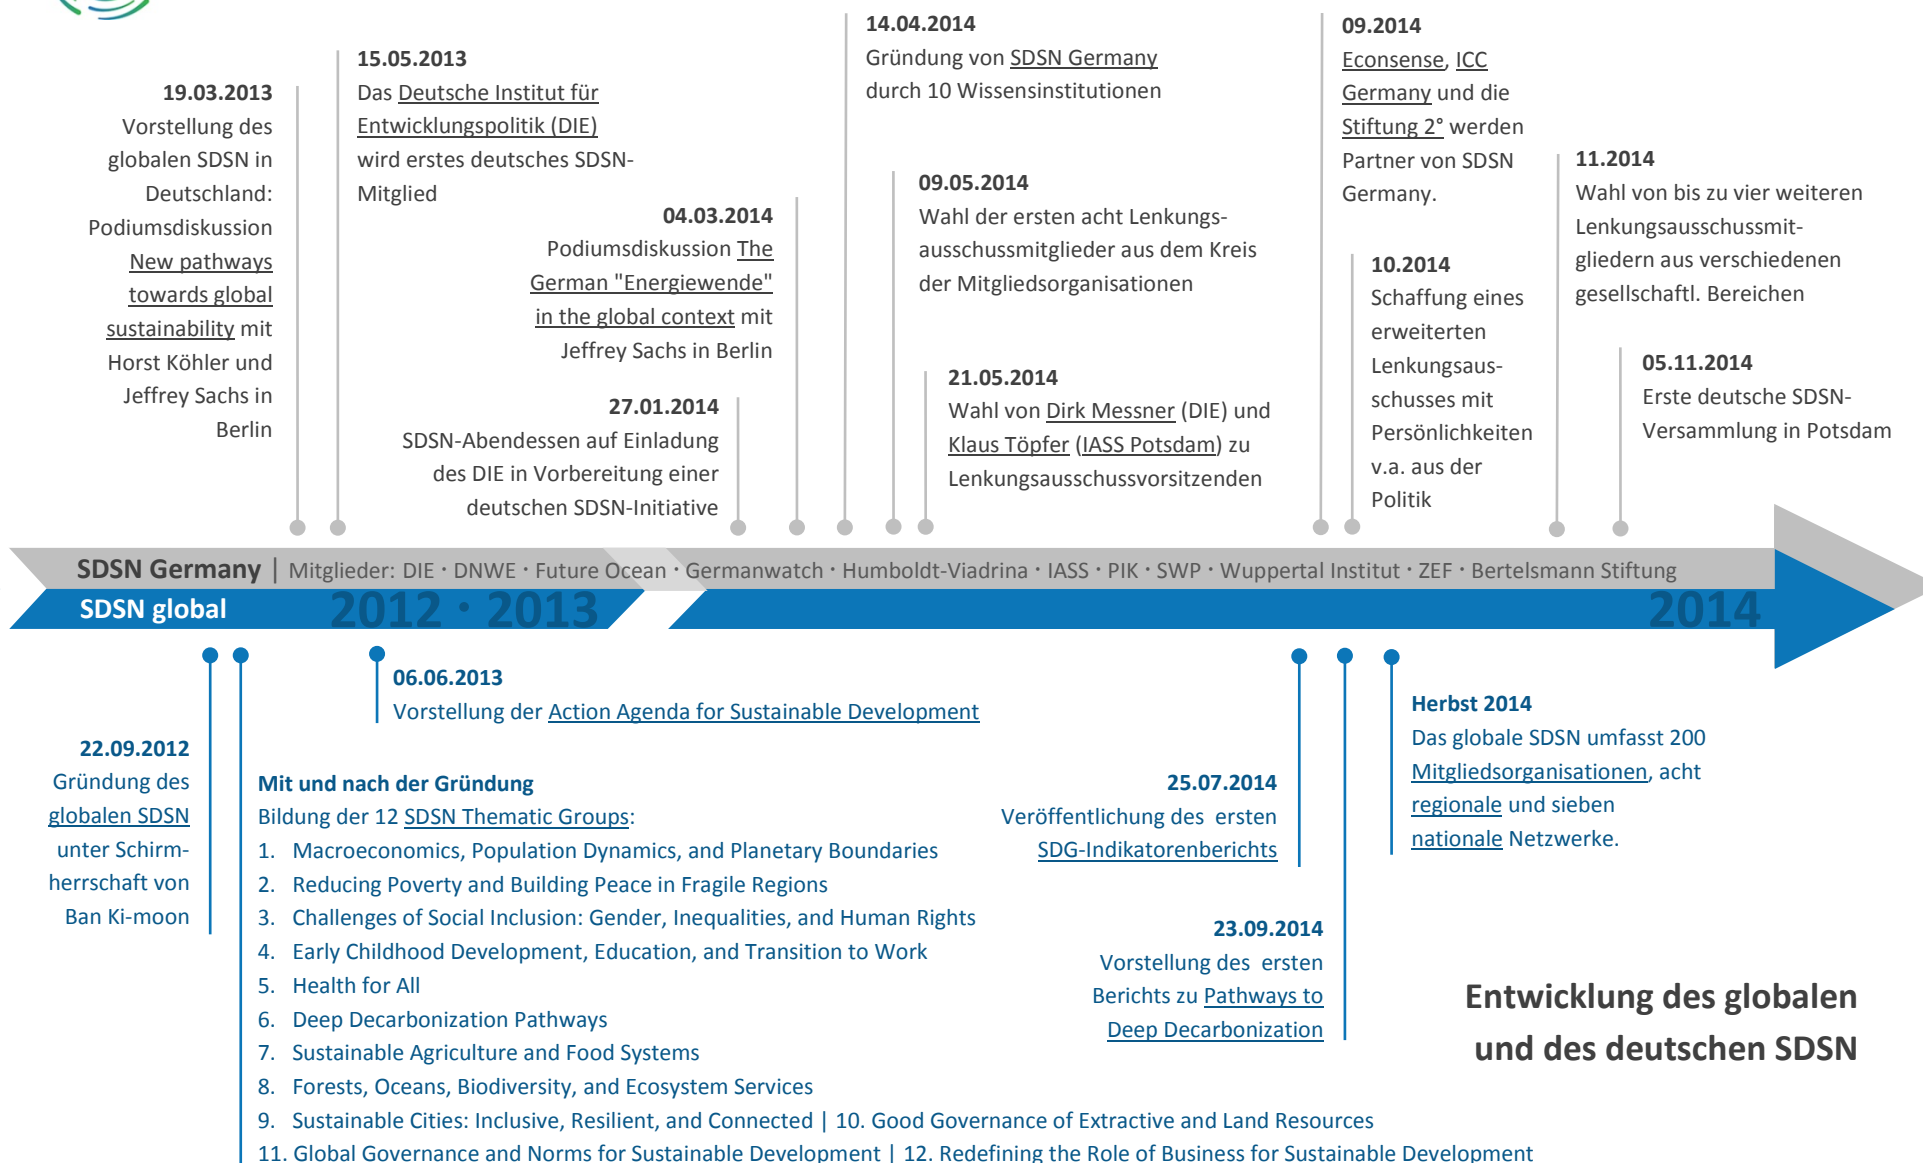 19.03.2013
Vorstellung des
globalen SDSN in
Deutschland:
Podiumsdiskussion
New pathways
towards global
sustainability mit
Horst Köhler und
Jeffrey Sachs in
Berlin
15.05.2013
Das Deutsche Institut für
Entwicklungspolitik (DIE)
wird erstes deutsches SDSN-
Mitglied
27.01.2014
SDSN-Abendessen auf Einladung
des DIE in Vorbereitung einer
deutschen SDSN-Initiative
04.03.2014
Podiumsdiskussion The
German "Energiewende"
in the global context mit
Jeffrey Sachs in Berlin
14.04.2014
Gründung von SDSN Germany
durch 10 Wissensinstitutionen
09.05.2014
Wahl der ersten acht Lenkungs-
ausschussmitglieder aus dem Kreis
der Mitgliedsorganisationen
21.05.2014
Wahl von Dirk Messner (DIE) und
Klaus Töpfer (IASS Potsdam) zu
Lenkungsausschussvorsitzenden
09.2014
Econsense, ICC
Germany und die
Stiftung 2° werden
Partner von SDSN
Germany.
10.2014
Schaffung eines
erweiterten
Lenkungsaus-
schusses mit
Persönlichkeiten
v.a. aus der
Politik
11.2014
Wahl von bis zu vier weiteren
Lenkungsausschussmit-
gliedern aus verschiedenen
gesellschaftl. Bereichen
05.11.2014
Erste deutsche SDSN-
Versammlung in Potsdam
SDSN Germany | Mitglieder: DIE · DNWE · Future Ocean · Germanwatch · Humboldt-Viadrina · IASS · PIK · SWP · Wuppertal Institut · ZEF · Bertelsmann Stiftung
SDSN global 2012 · 2013 2014
22.09.2012
Gründung des
globalen SDSN
unter Schirm-
herrschaft von
Ban Ki-moon
06.06.2013
Vorstellung der Action Agenda for Sustainable Development
Mit und nach der Gründung
Bildung der 12 SDSN Thematic Groups:
1. Macroeconomics, Population Dynamics, and Planetary Boundaries
2. Reducing Poverty and Building Peace in Fragile Regions
3. Challenges of Social Inclusion: Gender, Inequalities, and Human Rights
4. Early Childhood Development, Education, and Transition to Work
5. Health for All
6. Deep Decarbonization Pathways
7. Sustainable Agriculture and Food Systems
8. Forests, Oceans, Biodiversity, and Ecosystem Services
9. Sustainable Cities: Inclusive, Resilient, and Connected | 10. Good Governance of Extractive and Land Resources
11. Global Governance and Norms for Sustainable Development | 12. Redefining the Role of Business for Sustainable Development
25.07.2014
Veröffentlichung des ersten
SDG-Indikatorenberichts
23.09.2014
Vorstellung des ersten
Berichts zu Pathways to
Deep Decarbonization
Herbst 2014
Das globale SDSN umfasst 200
Mitgliedsorganisationen, acht
regionale und sieben
nationale Netzwerke.
Entwicklung des globalen
und des deutschen SDSN